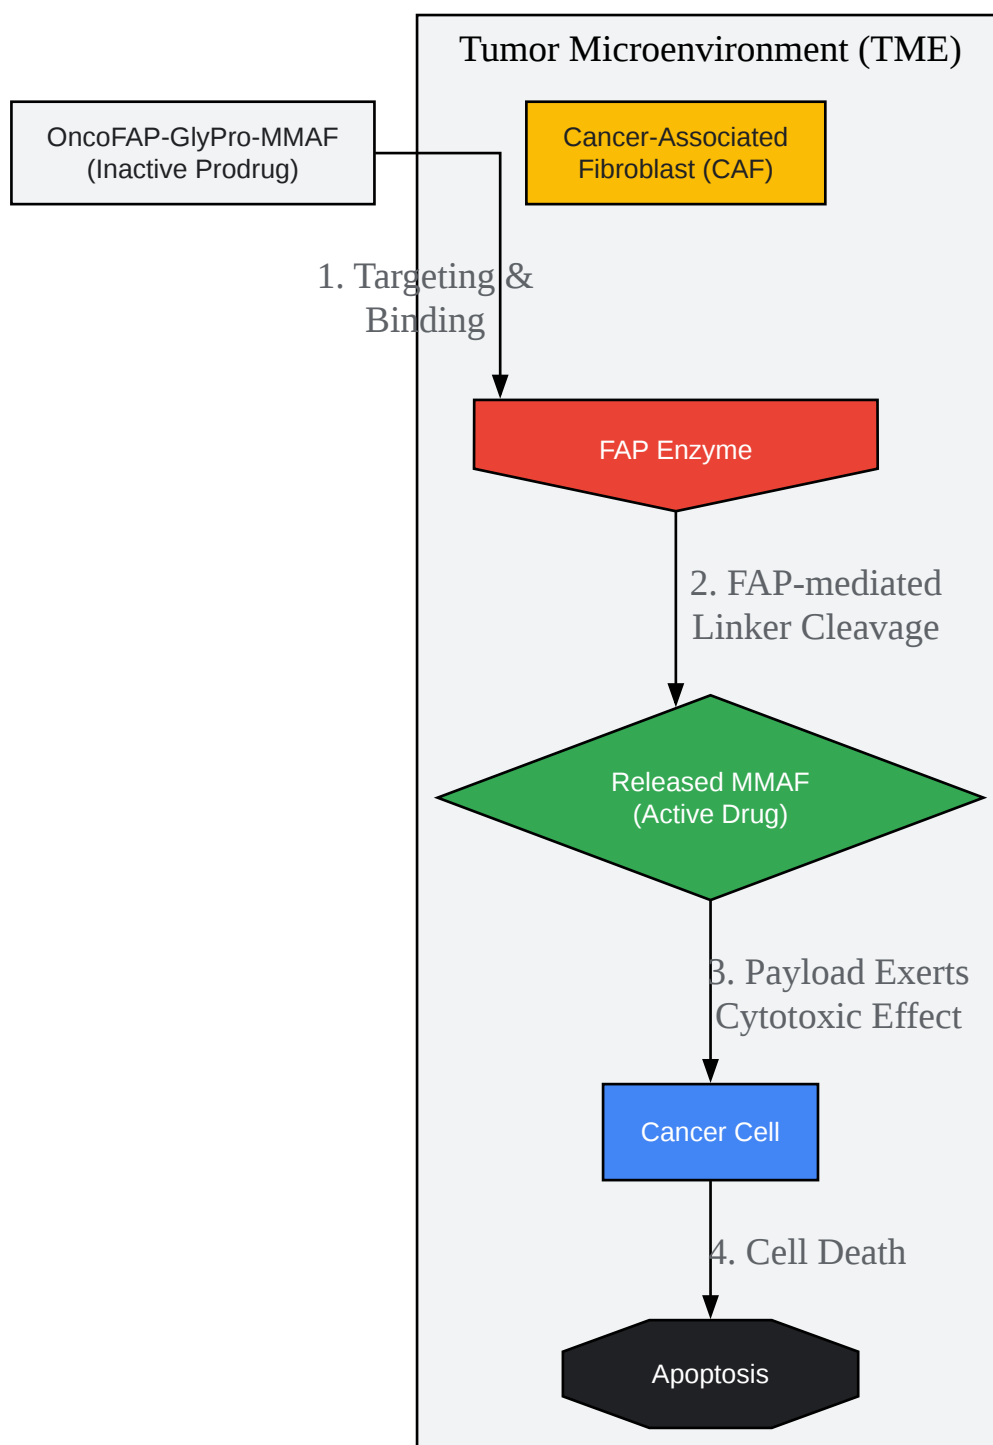 Tumor Microenvironment (TME)
OncoFAP-GlyPro-MMAF
(Inactive Prodrug)
Cancer-Associated
Fibroblast (CAF)
1. Targeting &
Binding
FAP Enzyme
2. FAP-mediated
Linker Cleavage
Released MMAF
(Active Drug)
3. Payload Exerts
Cytotoxic Effect
Cancer Cell
4. Cell Death
Apoptosis